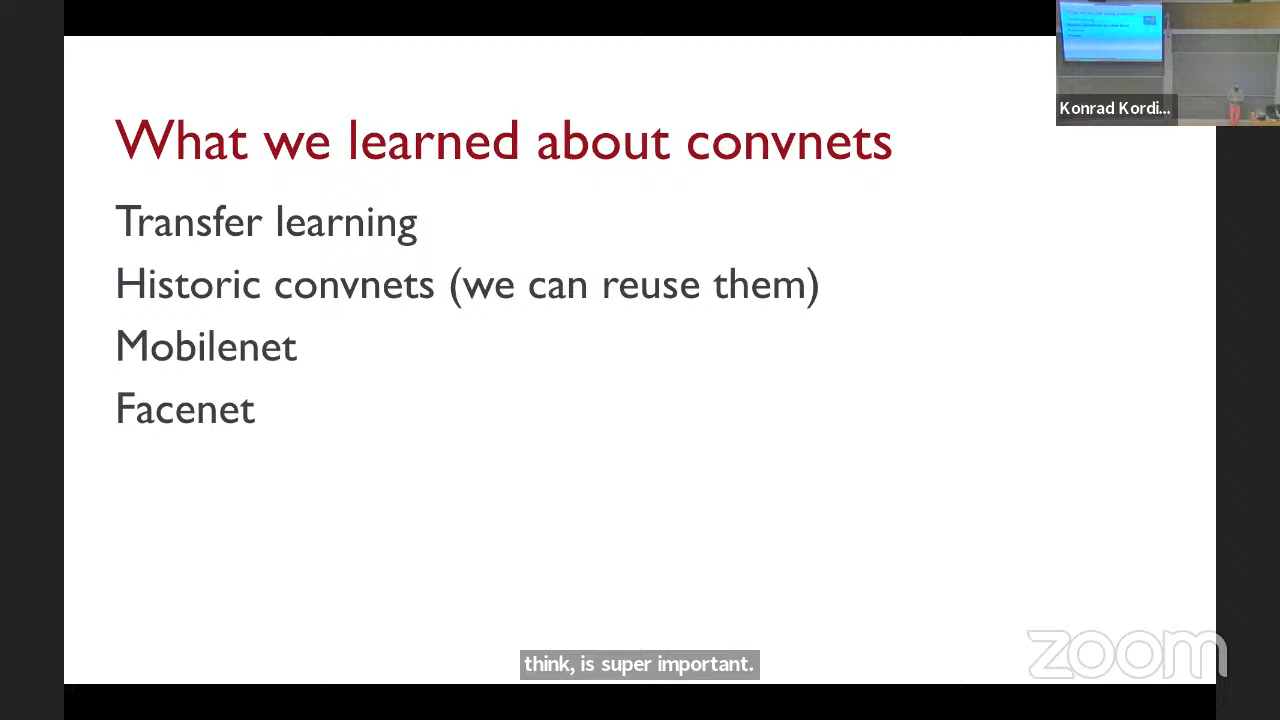 Konrad Kordi...
What we learned about convnets
Transfer learning
Historic convnets (we can reuse them)
Mobilenet
Facenet
think, is super important.
zoom